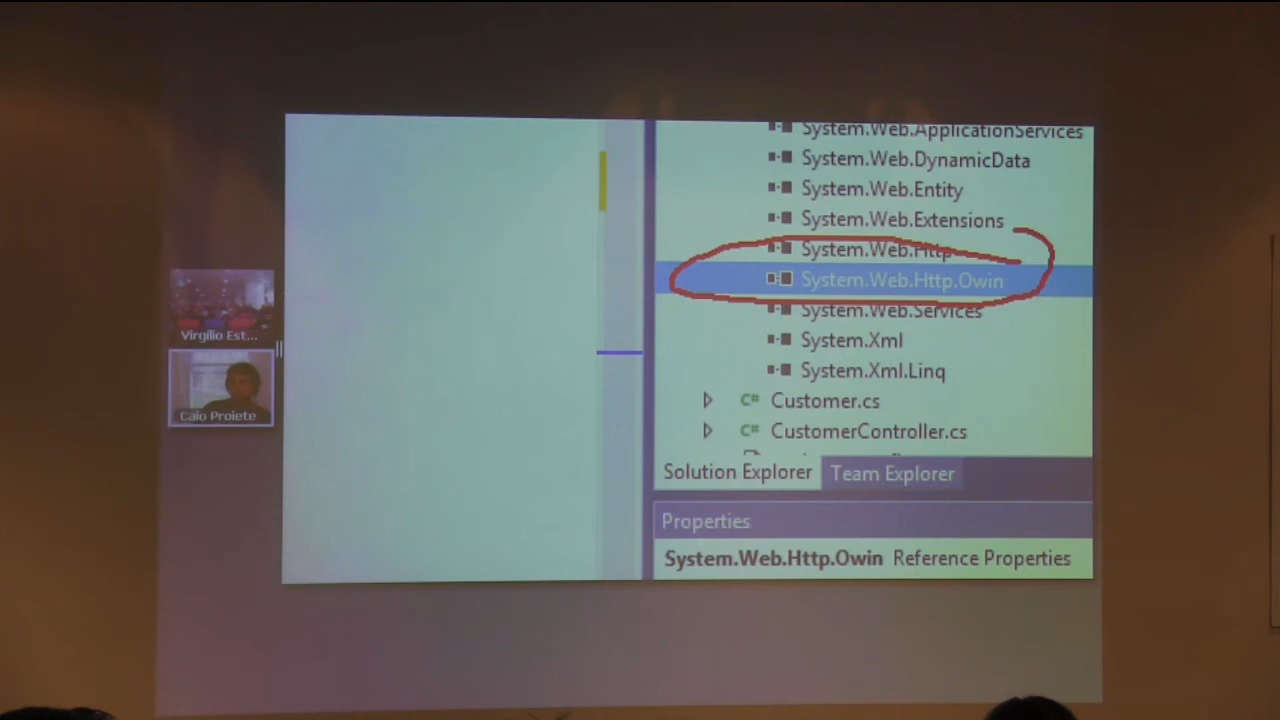 System.Web.ApplicationServices
System.Web.DynamicData
System.Web.Entity
System.Web.Extensions
System.Web.Http
System.Web.Http.Owin
System.Web.Services
System.Xml
System.Xml.Linq
C# Customer.cs
C# CustomerController.cs
Solution Explorer Team Explorer
Properties
System.Web.Http.Owin Reference Properties
Virgílio Est...
Caio Proiete